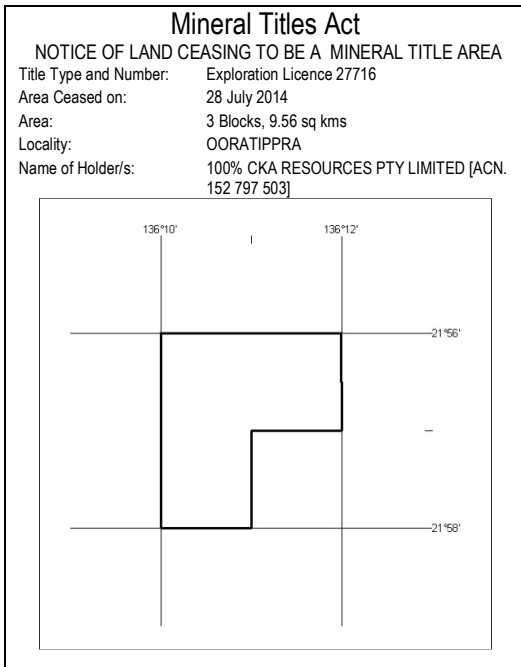 Mineral Titles Act
NOTICE OF LAND CEASING TO BE A MINERAL TITLE AREA
Title Type and Number: Exploration Licence 27716
Area Ceased on: 28 July 2014
Area: 3 Blocks, 9.56 sq kms
Locality: OORATIPPRA
Name of Holder/s: 100% CKA RESOURCES PTY LIMITED [ACN.
152 797 503]
136°10' 136°12'
21°56'
21°58'